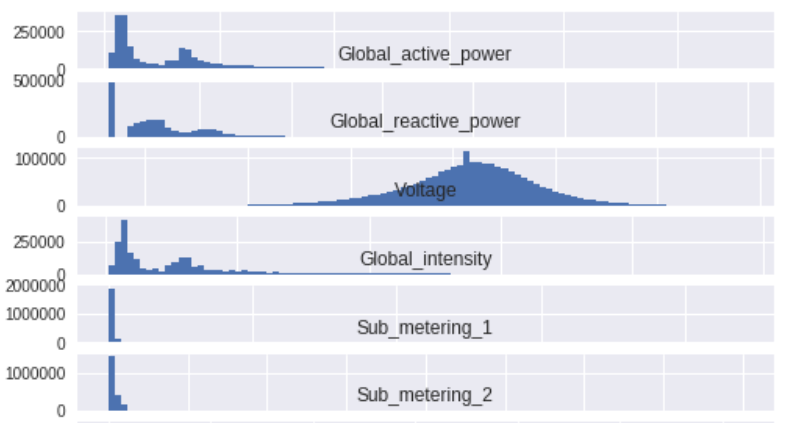 250000
Global_active_power
0
500000
Global_reactive_power
0
100000
Voltage
0
250000
Global_intensity
0
2000000
1000000
Sub_metering_1
0
1000000
Sub_metering_2
0